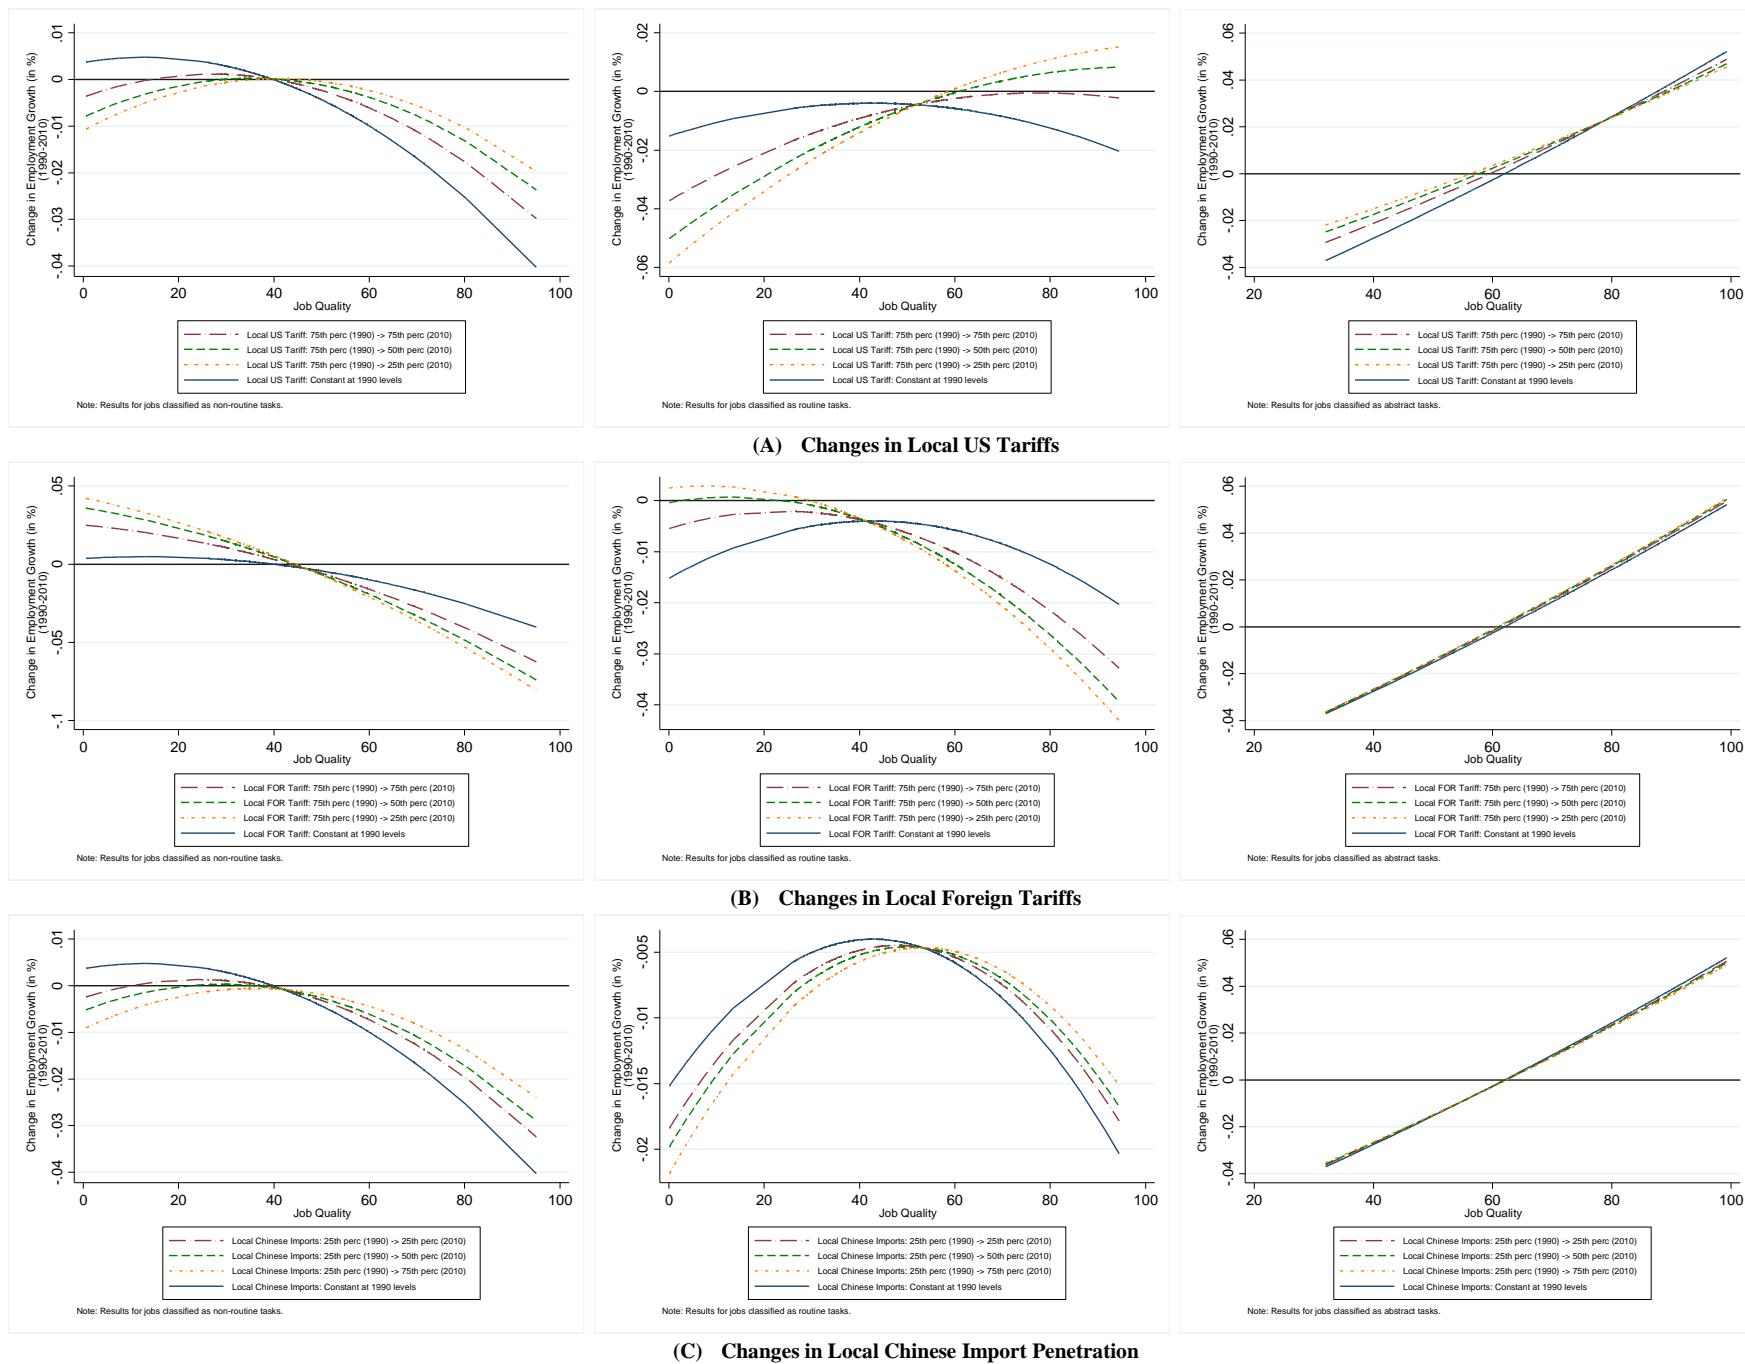 .01
0
-.01
-.02
-.03
-.04
Change in Employment Growth (in %)
(1990-2010)
0 20 40 60 80 100
Job Quality
Local US Tariff: 75th perc (1990) -> 75th perc (2010)
Local US Tariff: 75th perc (1990) -> 50th perc (2010)
Local US Tariff: 75th perc (1990) -> 25th perc (2010)
Local US Tariff: Constant at 1990 levels
Note: Results for jobs classified as non-routine tasks.
.02
0
-.02
-.04
-.06
Change in Employment Growth (in %)
(1990-2010)
0 20 40 60 80 100
Job Quality
Local US Tariff: 75th perc (1990) -> 75th perc (2010)
Local US Tariff: 75th perc (1990) -> 50th perc (2010)
Local US Tariff: 75th perc (1990) -> 25th perc (2010)
Local US Tariff: Constant at 1990 levels
Note: Results for jobs classified as routine tasks.
.06
.04
.02
0
-.02
-.04
Change in Employment Growth (in %)
(1990-2010)
20 40 60 80 100
Job Quality
Local US Tariff: 75th perc (1990) -> 75th perc (2010)
Local US Tariff: 75th perc (1990) -> 50th perc (2010)
Local US Tariff: 75th perc (1990) -> 25th perc (2010)
Local US Tariff: Constant at 1990 levels
Note: Results for jobs classified as abstract tasks.
(A) Changes in Local US Tariffs
.05
0
-.05
-.1
Change in Employment Growth (in %)
(1990-2010)
0 20 40 60 80 100
Job Quality
Local FOR Tariff: 75th perc (1990) -> 75th perc (2010)
Local FOR Tariff: 75th perc (1990) -> 50th perc (2010)
Local FOR Tariff: 75th perc (1990) -> 25th perc (2010)
Local FOR Tariff: Constant at 1990 levels
Note: Results for jobs classified as non-routine tasks.
0
-.01
-.02
-.03
-.04
Change in Employment Growth (in %)
(1990-2010)
0 20 40 60 80 100
Job Quality
Local FOR Tariff: 75th perc (1990) -> 75th perc (2010)
Local FOR Tariff: 75th perc (1990) -> 50th perc (2010)
Local FOR Tariff: 75th perc (1990) -> 25th perc (2010)
Local FOR Tariff: Constant at 1990 levels
Note: Results for jobs classified as routine tasks.
.06
.04
.02
0
-.02
-.04
Change in Employment Growth (in %)
(1990-2010)
20 40 60 80 100
Job Quality
Local FOR Tariff: 75th perc (1990) -> 75th perc (2010)
Local FOR Tariff: 75th perc (1990) -> 50th perc (2010)
Local FOR Tariff: 75th perc (1990) -> 25th perc (2010)
Local FOR Tariff: Constant at 1990 levels
Note: Results for jobs classified as abstract tasks.
(B) Changes in Local Foreign Tariffs
.01
0
-.01
-.02
-.03
-.04
Change in Employment Growth (in %)
(1990-2010)
0 20 40 60 80 100
Job Quality
Local Chinese Imports: 25th perc (1990) -> 25th perc (2010)
Local Chinese Imports: 25th perc (1990) -> 50th perc (2010)
Local Chinese Imports: 25th perc (1990) -> 75th perc (2010)
Local Chinese Imports: Constant at 1990 levels
Note: Results for jobs classified as non-routine tasks.
-.005
-.01
-.015
-.02
Change in Employment Growth (in %)
(1990-2010)
0 20 40 60 80 100
Job Quality
Local Chinese Imports: 25th perc (1990) -> 25th perc (2010)
Local Chinese Imports: 25th perc (1990) -> 50th perc (2010)
Local Chinese Imports: 25th perc (1990) -> 75th perc (2010)
Local Chinese Imports: Constant at 1990 levels
Note: Results for jobs classified as routine tasks.
.06
.04
.02
0
-.02
-.04
Change in Employment Growth (in %)
(1990-2010)
20 40 60 80 100
Job Quality
Local Chinese Imports: 25th perc (1990) -> 25th perc (2010)
Local Chinese Imports: 25th perc (1990) -> 50th perc (2010)
Local Chinese Imports: 25th perc (1990) -> 75th perc (2010)
Local Chinese Imports: Constant at 1990 levels
Note: Results for jobs classified as abstract tasks.
(C) Changes in Local Chinese Import Penetration